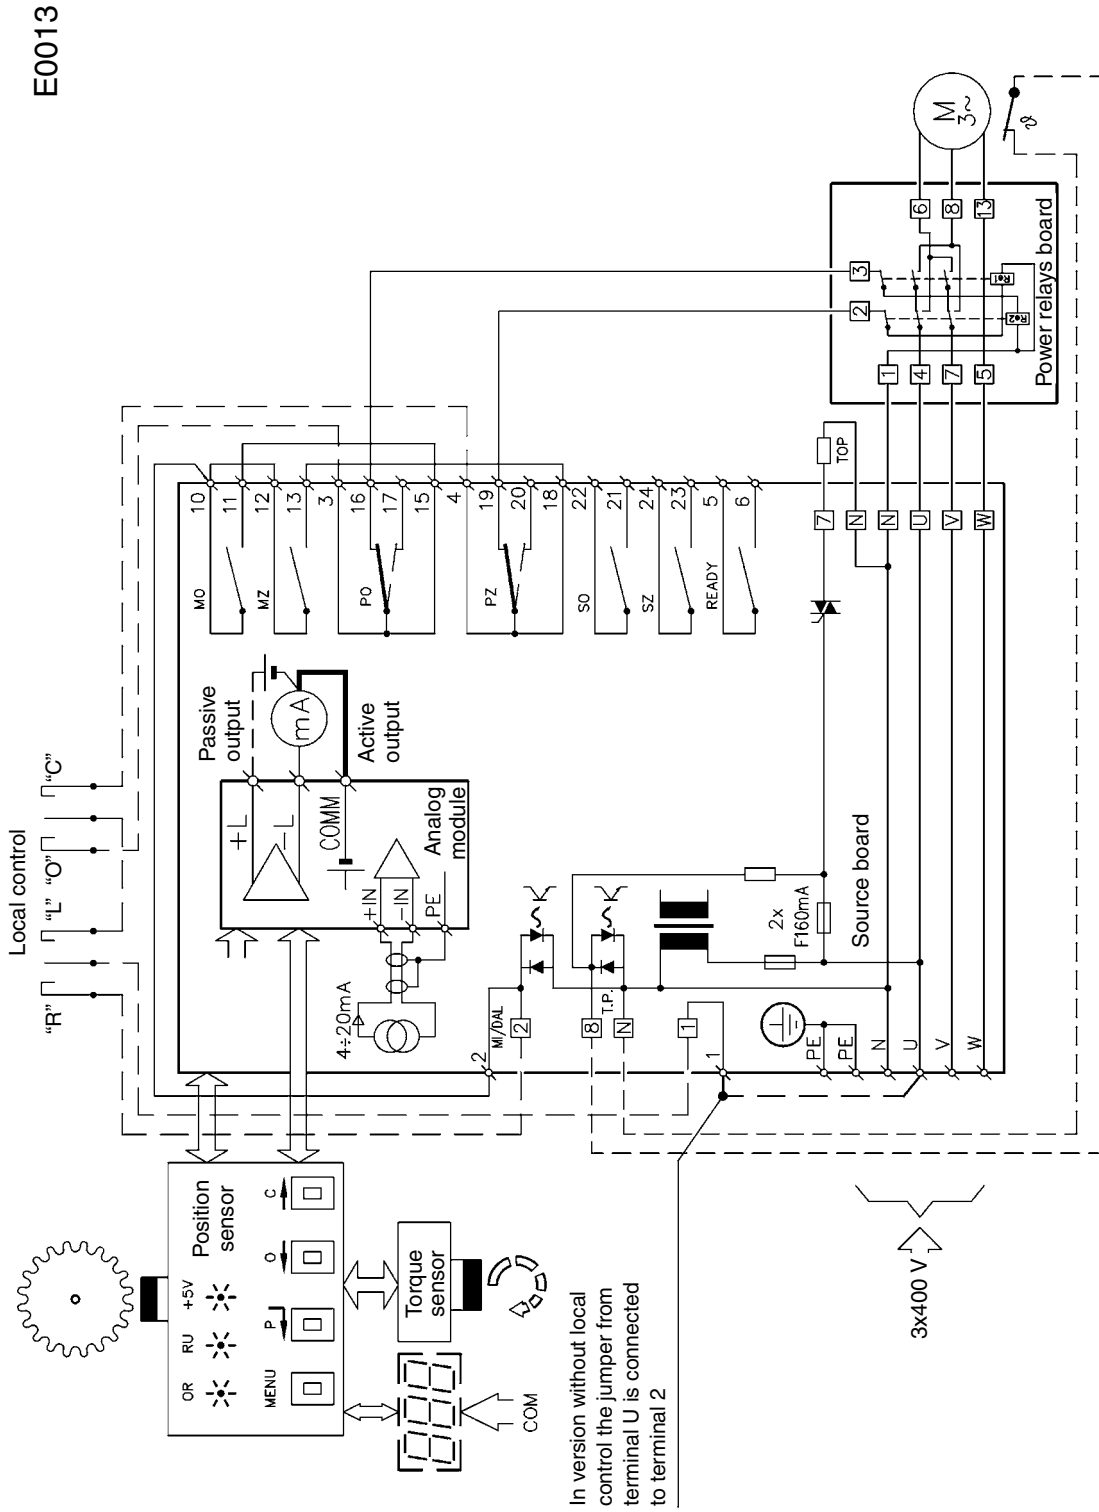 E0013
Local control
"R"
"L"
"O"
"C"
Position
sensor
OR
RU
+5V
MENU
P
O
C
Torque
sensor
COM
In version without local
control the jumper from
terminal U is connected
to terminal 2
3x400 V
4÷20mA
+L
-L
COMM
+IN
-IN
PE
Analog
module
Passive
output
Active
output
mA
MO
MZ
PO
PZ
SO
SZ
READY
10
11
12
13
3
16
17
15
4
19
20
18
22
21
24
23
5
6
2
MI/DAL
2
8
T.P.
N
1
1
PE
PE
N
U
V
W
2x
F160mA
Source board
7
N
N
U
V
W
TOP
1
4
7
5
2
3
6
8
13
Re1
Re2
Power relays board
M
3~
ϑ